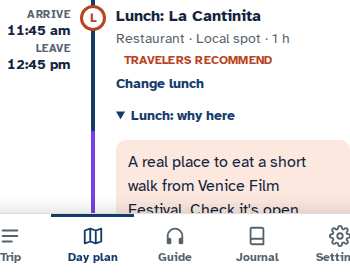 ARRIVE
11:45 am
LEAVE
12:45 pm
L
Lunch: La Cantinita
Restaurant · Local spot · 1 h
TRAVELERS RECOMMEND
Change lunch
▼ Lunch: why here
A real place to eat a short
walk from Venice Film
Festival. Check it's open
Trip
Day plan
Guide
Journal
Settin